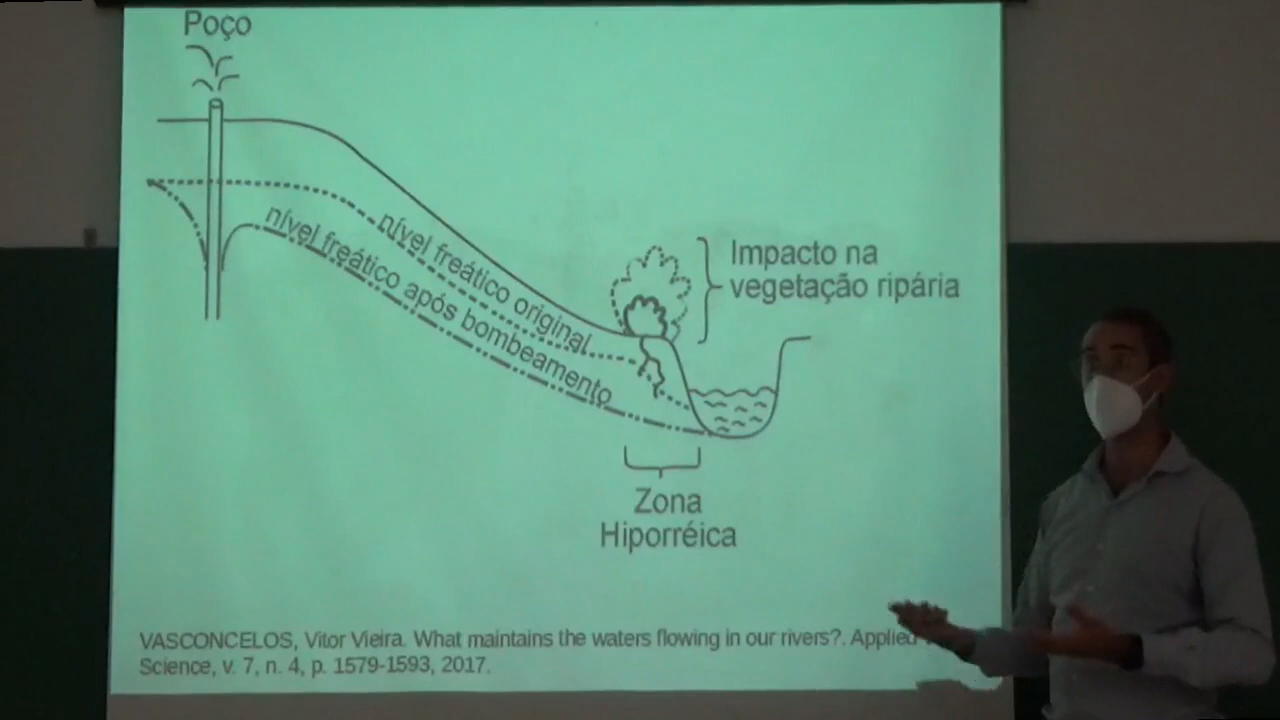 Poço
nível freático original
nível freático após bombeamento
Impacto na
vegetação ripária
Zona
Hiporréica
VASCONCELOS, Vitor Vieira. What maintains the waters flowing in our rivers?. Applied
Science, v. 7, n. 4, p. 1579-1593, 2017.